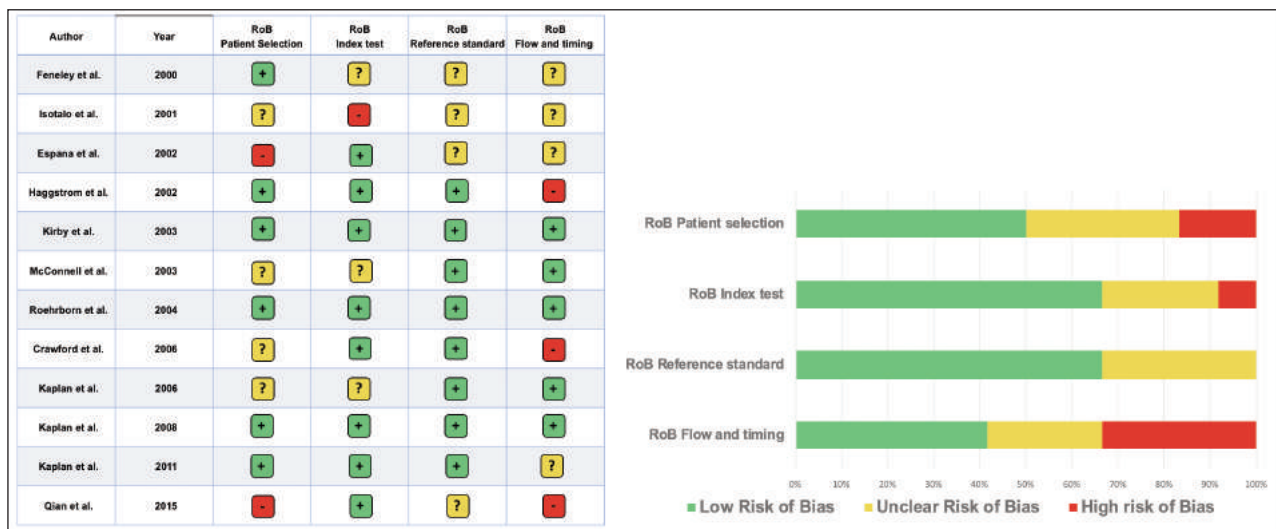 Author Year RoB Patient Selection RoB Index test RoB Reference standard RoB Flow and timing
Feneley et al. 2000 + ? ? ?
Isotalo et al. 2001 ? - ? ?
Espana et al. 2002 - + ? ?
Haggstrom et al. 2002 + + + -
Kirby et al. 2003 + + + +
McConnell et al. 2003 ? ? + +
Roehrborn et al. 2004 + + + +
Crawford et al. 2006 ? + + -
Kaplan et al. 2006 ? ? + +
Kaplan et al. 2008 + + + +
Kaplan et al. 2011 + + + ?
Qian et al. 2015 - + ? -
RoB Patient selection
RoB Index test
RoB Reference standard
RoB Flow and timing
0% 10% 20% 30% 40% 50% 60% 70% 80% 90% 100%
Low Risk of Bias Unclear Risk of Bias High risk of Bias